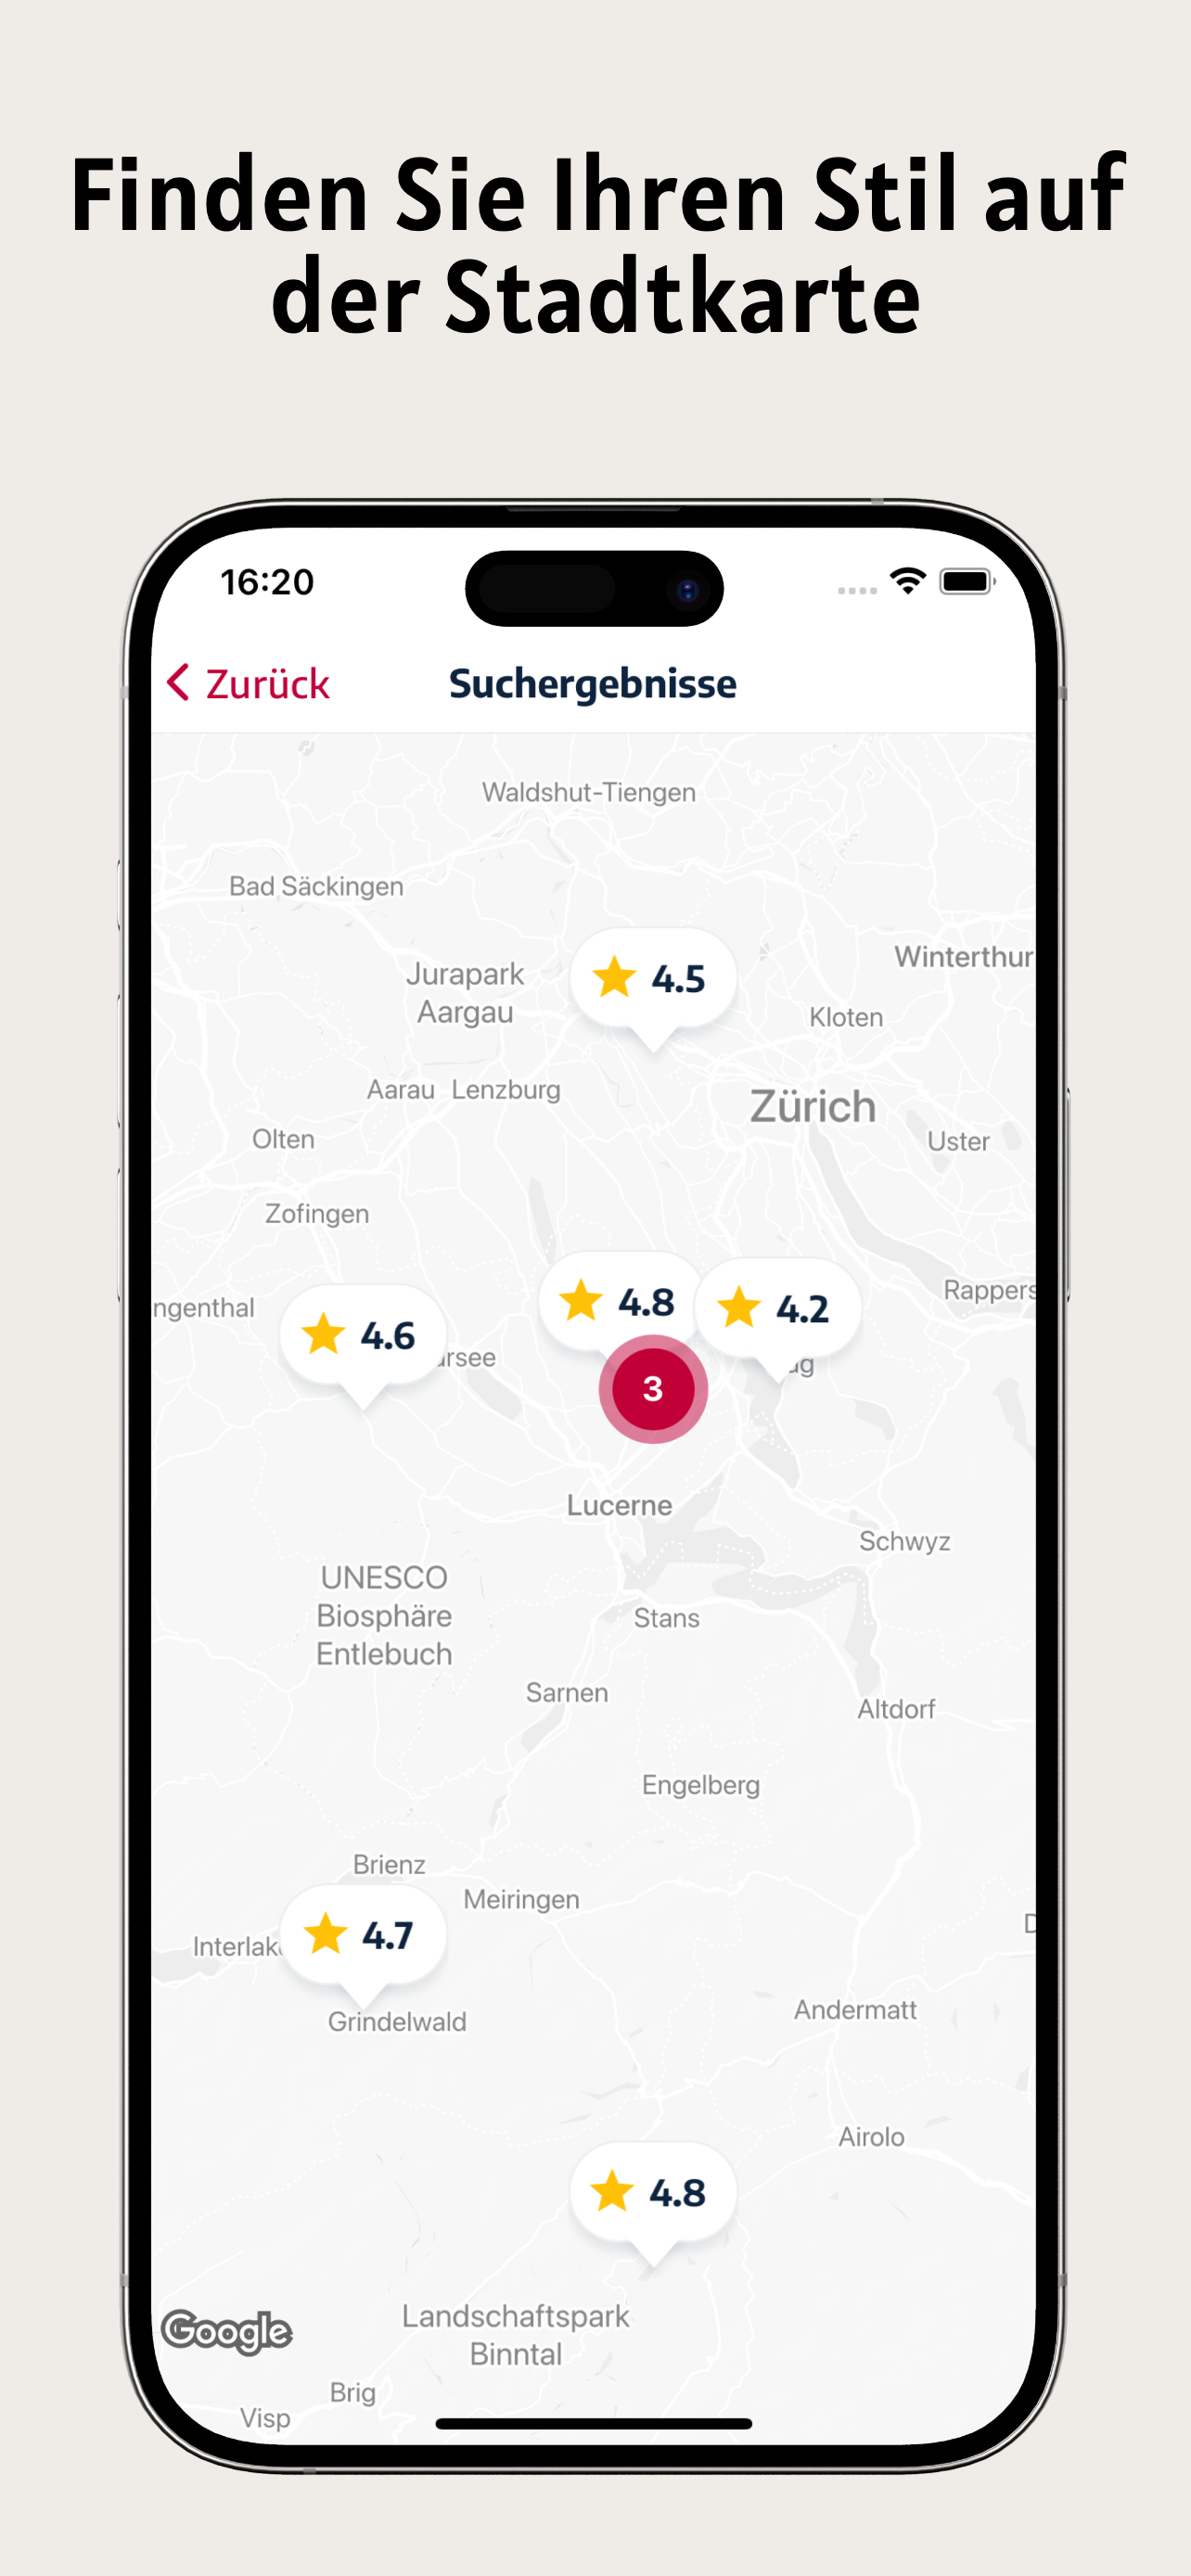 Finden Sie Ihren Stil auf
der Stadtkarte
16:20
Zurück
Suchergebnisse
Waldshut-Tiengen
Bad Säckingen
Winterthur
Jurapark
Aargau
4.5
Kloten
Aarau
Lenzburg
Zürich
Olten
Uster
Zofingen
Rappers
ngenthal
4.6
4.8
4.2
rsee
3
Lucerne
Schwyz
UNESCO
Biosphäre
Entlebuch
Stans
Sarnen
Altdorf
Engelberg
Brienz
Meiringen
4.7
Interlak
Grindelwald
Andermatt
Airolo
4.8
Google
Landschaftspark
Binntal
Brig
Visp